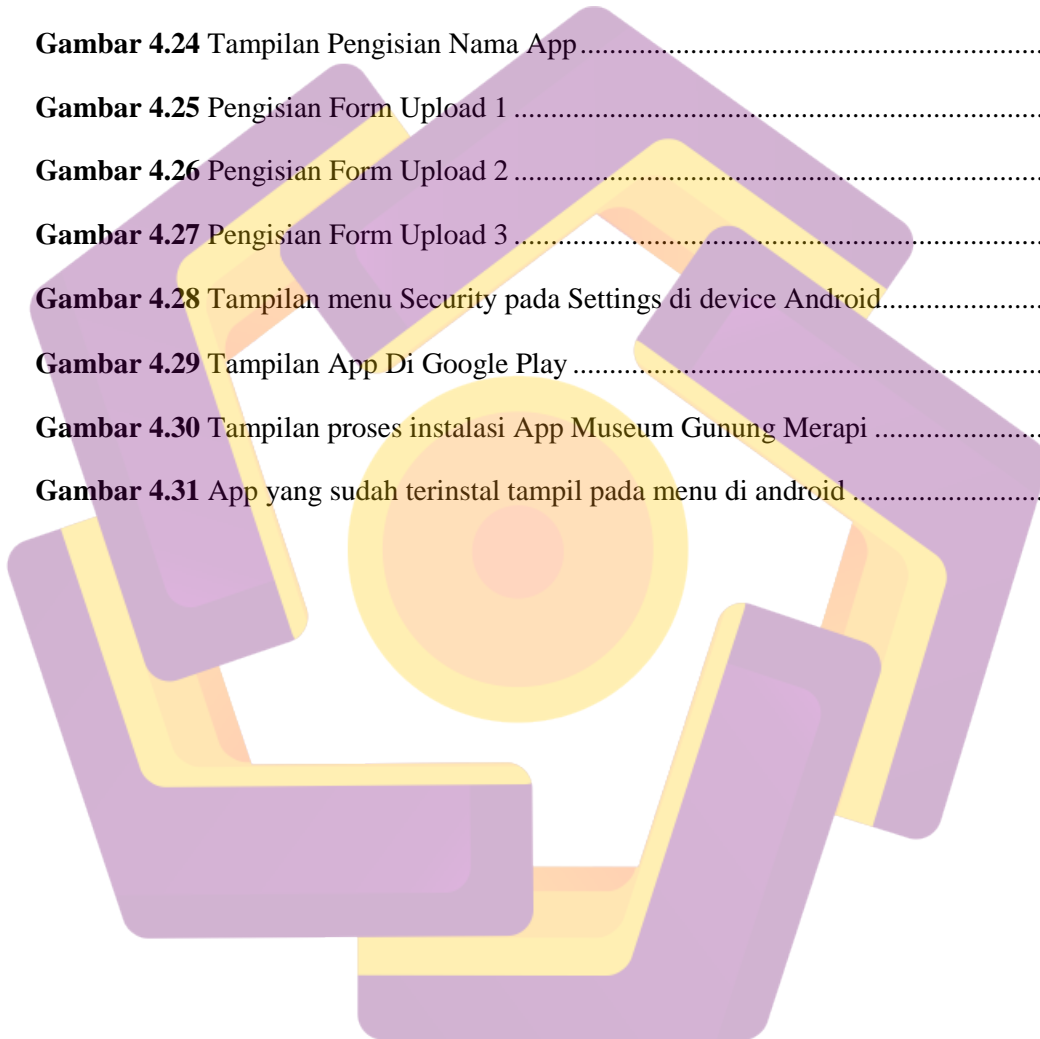 Gambar 4.24 Tampilan Pengisian Nama App..........................................................
Gambar 4.25 Pengisian Form Upload 1 ..................................................................
Gambar 4.26 Pengisian Form Upload 2 ..................................................................
Gambar 4.27 Pengisian Form Upload 3 ..................................................................
Gambar 4.28 Tampilan menu Security pada Settings di device Android....................
Gambar 4.29 Tampilan App Di Google Play ..........................................................
Gambar 4.30 Tampilan proses instalasi App Museum Gunung Merapi .....................
Gambar 4.31 App yang sudah terinstal tampil pada menu di android ........................